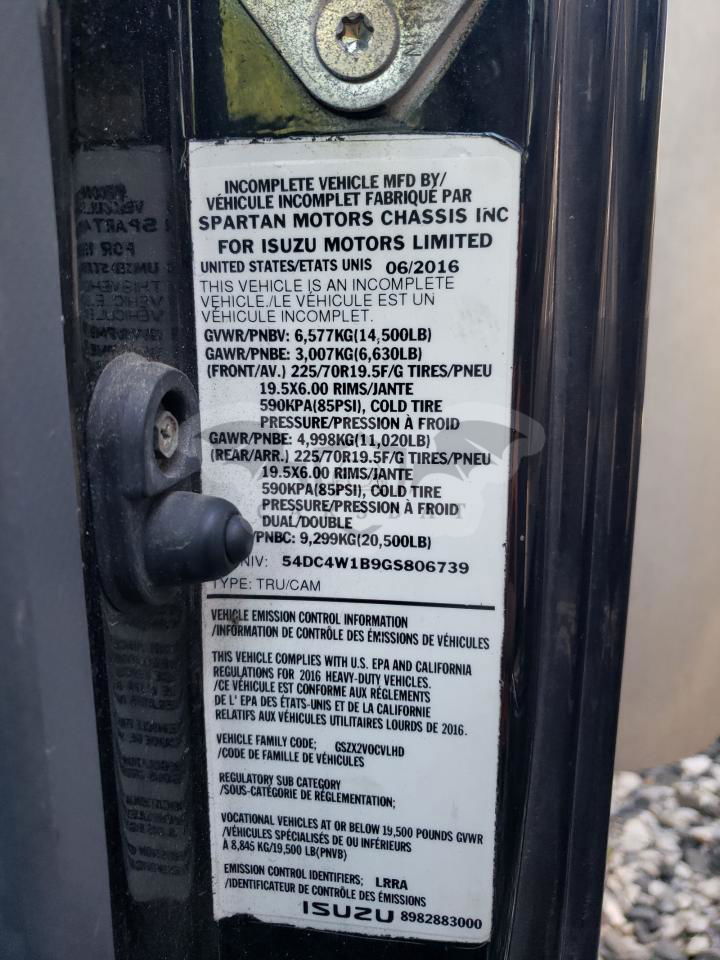 INCOMPLETE VEHICLE MFD BY/
VÉHICULE INCOMPLET FABRIQUÉ PAR
SPARTAN MOTORS CHASSIS INC
FOR ISUZU MOTORS LIMITED
UNITED STATES/ETATS UNIS 06/2016
THIS VEHICLE IS AN INCOMPLETE
VEHICLE./LE VÉHICULE EST UN
VÉHICULE INCOMPLET.
GVWR/PNBV: 6,577KG(14,500LB)
GAWR/PNBE: 3,007KG(6,630LB)
(FRONT/AV.) 225/70R19.5F/G TIRES/PNEU
19.5X6.00 RIMS/JANTE
590KPA(85PSI), COLD TIRE
PRESSURE/PRESSION À FROID
GAWR/PNBE: 4,998KG(11,020LB)
(REAR/ARR.) 225/70R19.5F/G TIRES/PNEU
19.5X6.00 RIMS/JANTE
590KPA(85PSI), COLD TIRE
PRESSURE/PRESSION À FROID
DUAL/DOUBLE
/PNBC: 9,299KG(20,500LB)
NIV: 54DC4W1B9GS806739
TYPE: TRU/CAM
VEHICLE EMISSION CONTROL INFORMATION
/INFORMATION DE CONTRÔLE DES ÉMISSIONS DE VÉHICULES
THIS VEHICLE COMPLIES WITH U.S. EPA AND CALIFORNIA
REGULATIONS FOR 2016 HEAVY-DUTY VEHICLES.
/CE VÉHICULE EST CONFORME AUX RÈGLEMENTS
DE L' EPA DES ÉTATS-UNIS ET DE LA CALIFORNIE
RELATIFS AUX VÉHICULES UTILITAIRES LOURDS DE 2016.
VEHICLE FAMILY CODE; GSZX2VOCVLHD
/CODE DE FAMILLE DE VÉHICULES
REGULATORY SUB CATEGORY
/SOUS-CATÉGORIE DE RÉGLEMENTATION;
VOCATIONAL VEHICLES AT OR BELOW 19,500 POUNDS GVWR
/VÉHICULES SPÉCIALISÉS DE OU INFÉRIEURS
À 8,845 KG/19,500 LB(PNVB)
EMISSION CONTROL IDENTIFIERS; LRRA
/IDENTIFICATEUR DE CONTRÔLE DES ÉMISSIONS
ISUZU 8982883000